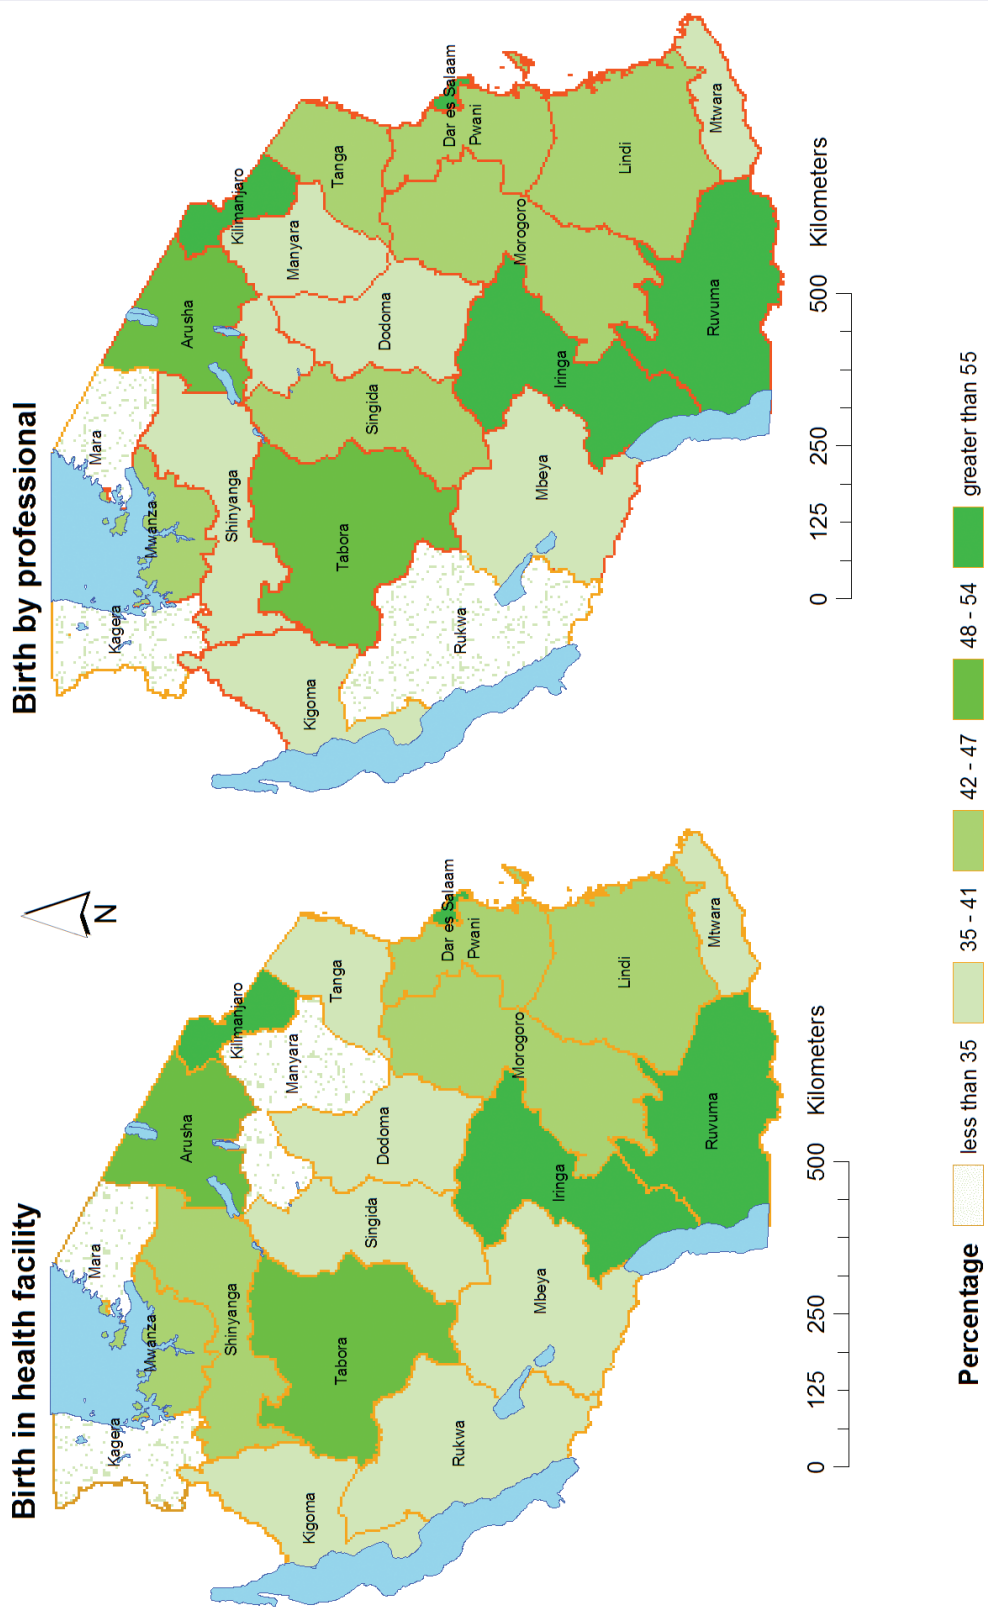 Birth in health facility
Birth by professional
N
Kagera
Mara
Mwanza
Arusha
Kilimanjaro
Shinyanga
Manyara
Kigoma
Tabora
Singida
Dodoma
Tanga
Dar es Salaam
Pwani
Rukwa
Mbeya
Iringa
Morogoro
Lindi
Ruvuma
Mtwara
0 125 250 500 Kilometers
Kagera
Mara
Mwanza
Arusha
Kilimanjaro
Shinyanga
Manyara
Kigoma
Tabora
Singida
Dodoma
Tanga
Dar es Salaam
Pwani
Rukwa
Mbeya
Iringa
Morogoro
Lindi
Ruvuma
Mtwara
0 125 250 500 Kilometers
Percentage less than 35 35 - 41 42 - 47 48 - 54 greater than 55